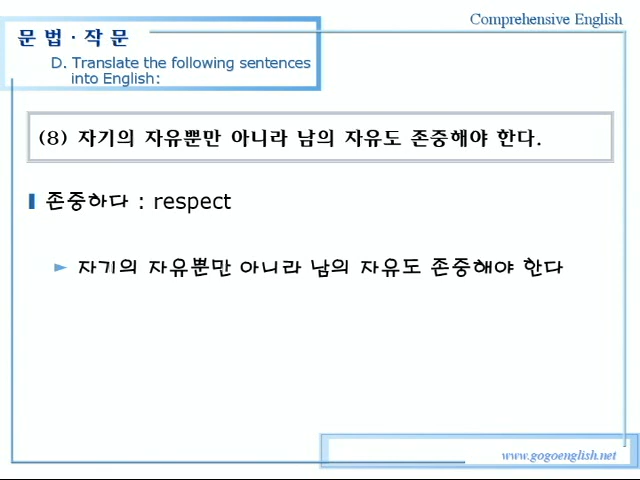 Comprehensive English
문법·작문
D. Translate the following sentences
into English:
(8) 자기의 자유뿐만 아니라 남의 자유도 존중해야 한다.
존중하다 : respect
► 자기의 자유뿐만 아니라 남의 자유도 존중해야 한다
www.gogoenglish.net